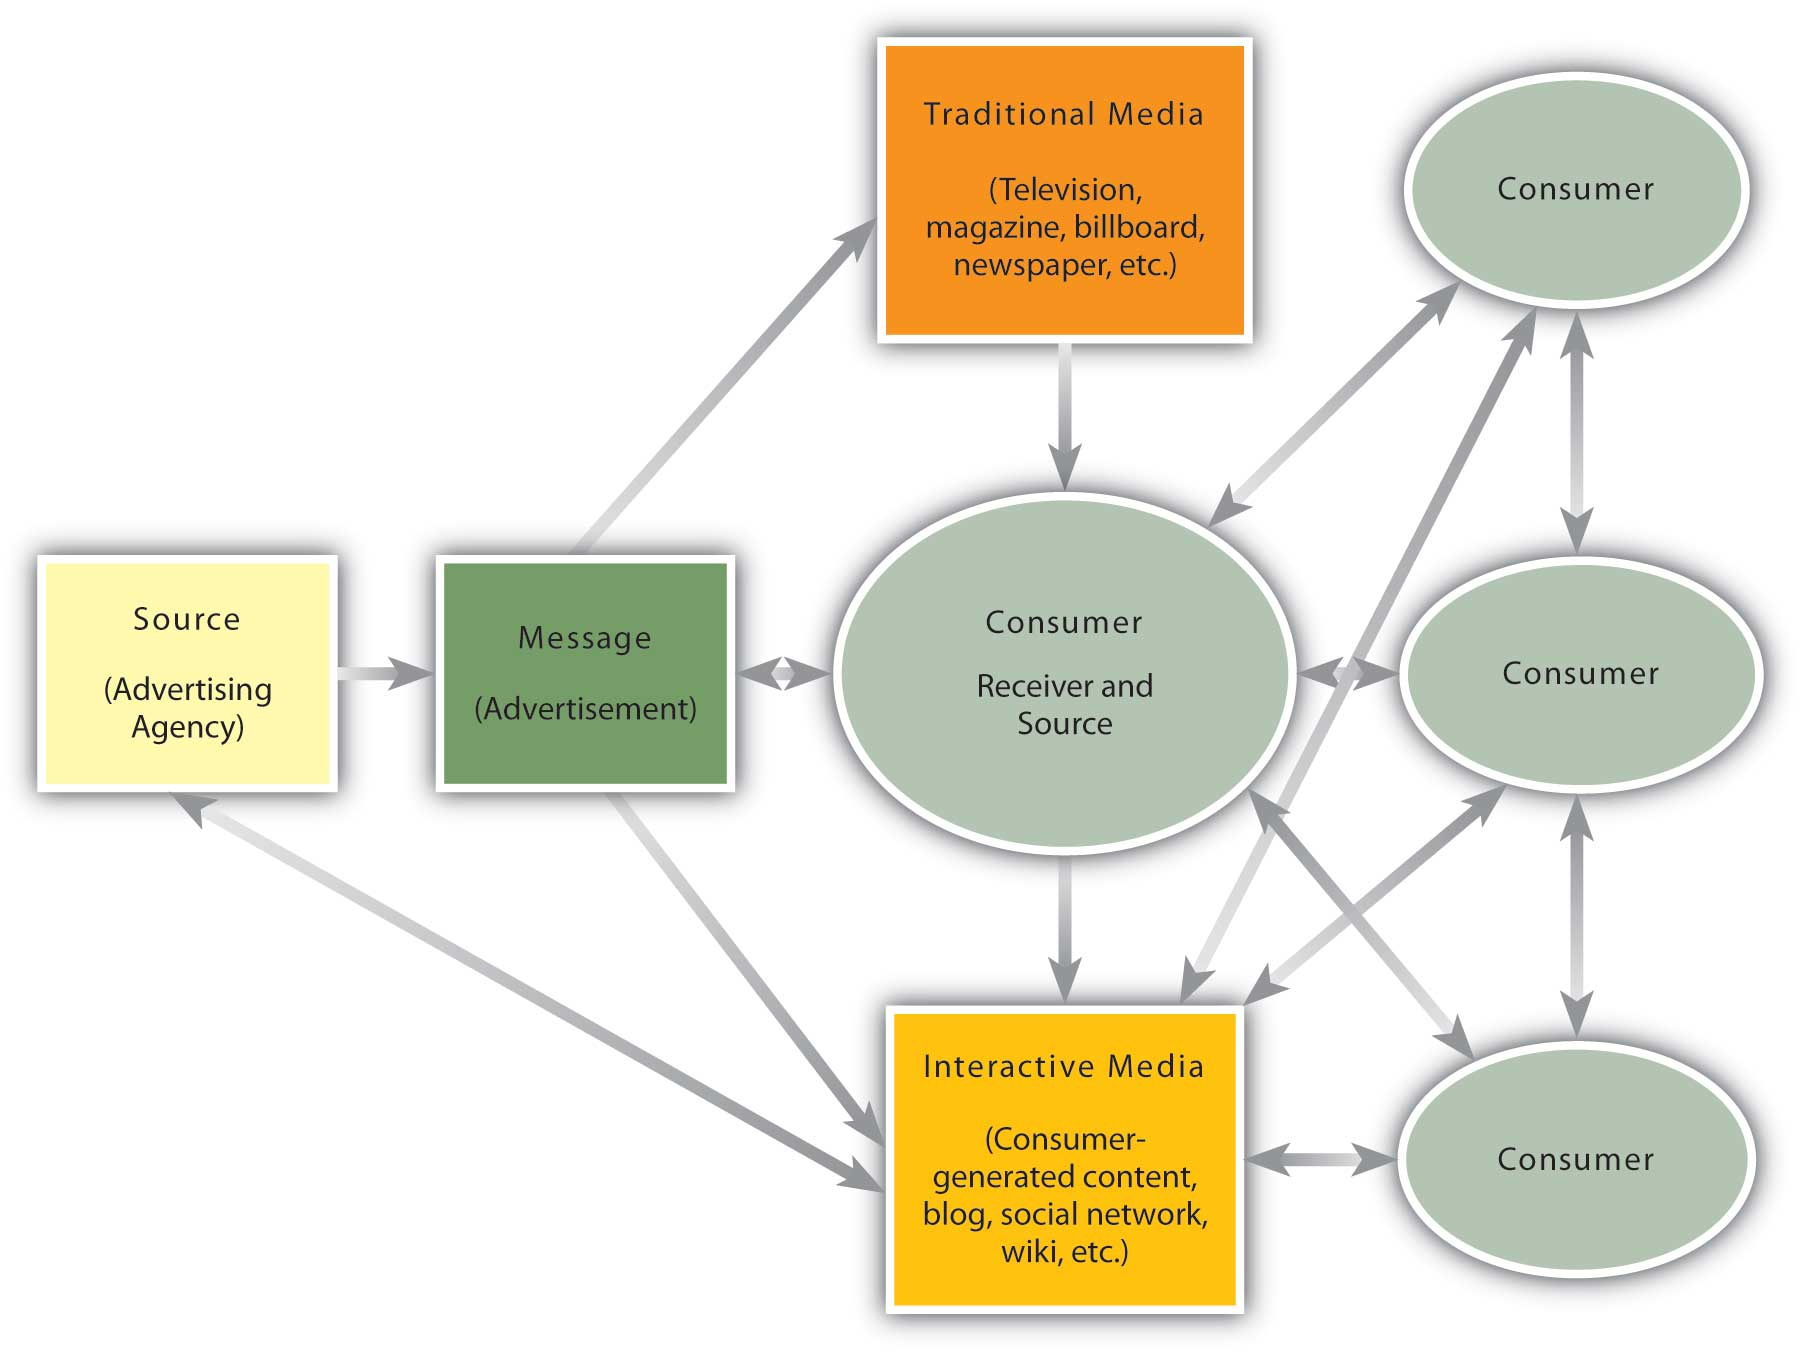 Traditional Media
(Television,
magazine, billboard,
newspaper, etc.)
Consumer
Source
(Advertising
Agency)
Message
(Advertisement)
Consumer
Receiver and
Source
Consumer
Interactive Media
(Consumer-
generated content,
blog, social network,
wiki, etc.)
Consumer